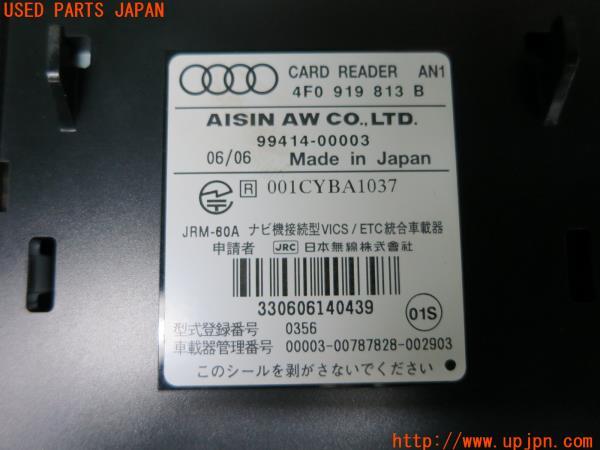 USED PARTS JAPAN
CARD READER AN1
4F0 919 813 B
AISIN AW CO.,LTD.
99414-00003
06/06 Made in Japan
R 001CYBA1037
JRM-60A ナビ機接続型VICS/ETC統合車載器
申請者 JRC 日本無線株式會社
330606140439
01S
型式登録番号 0356
車載器管理番号 00003-00787828-002903
このシールを剥がさないでください
http://www.upjpn.com